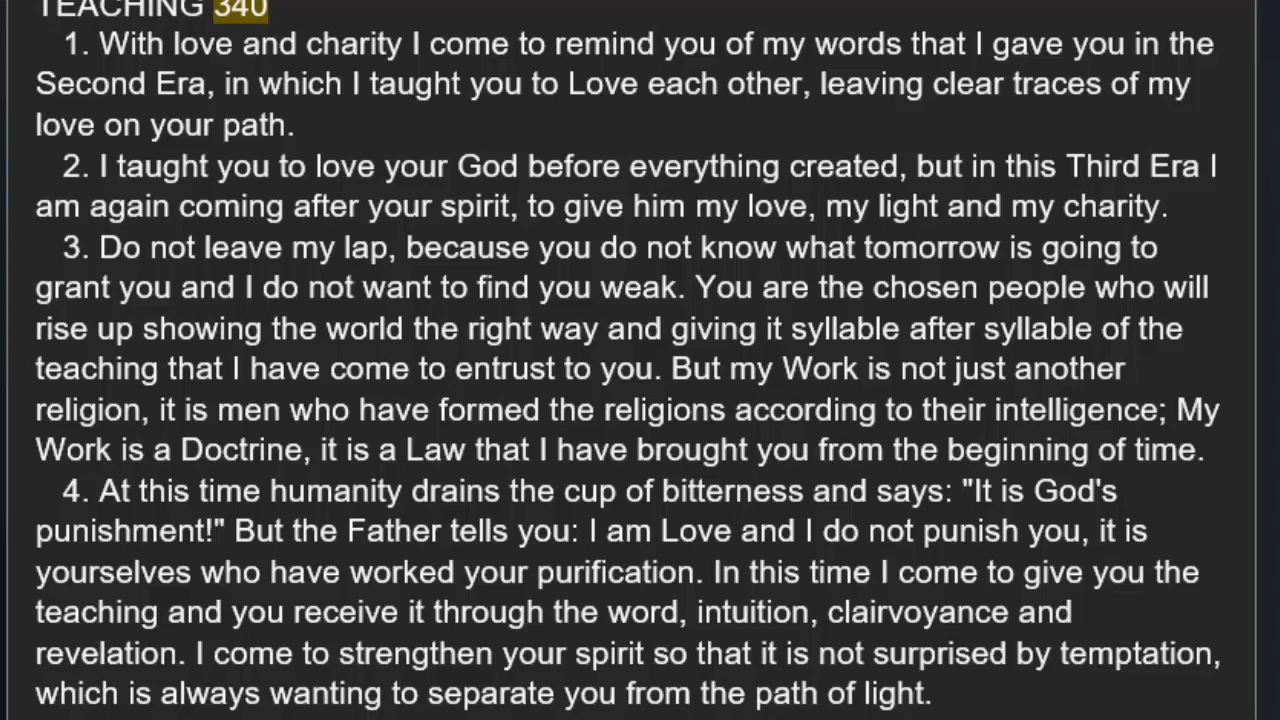 TEACHING 340
1. With love and charity I come to remind you of my words that I gave you in the
Second Era, in which I taught you to Love each other, leaving clear traces of my
love on your path.
2. I taught you to love your God before everything created, but in this Third Era I
am again coming after your spirit, to give him my love, my light and my charity.
3. Do not leave my lap, because you do not know what tomorrow is going to
grant you and I do not want to find you weak. You are the chosen people who will
rise up showing the world the right way and giving it syllable after syllable of the
teaching that I have come to entrust to you. But my Work is not just another
religion, it is men who have formed the religions according to their intelligence; My
Work is a Doctrine, it is a Law that I have brought you from the beginning of time.
4. At this time humanity drains the cup of bitterness and says: "It is God's
punishment!" But the Father tells you: I am Love and I do not punish you, it is
yourselves who have worked your purification. In this time I come to give you the
teaching and you receive it through the word, intuition, clairvoyance and
revelation. I come to strengthen your spirit so that it is not surprised by temptation,
which is always wanting to separate you from the path of light.